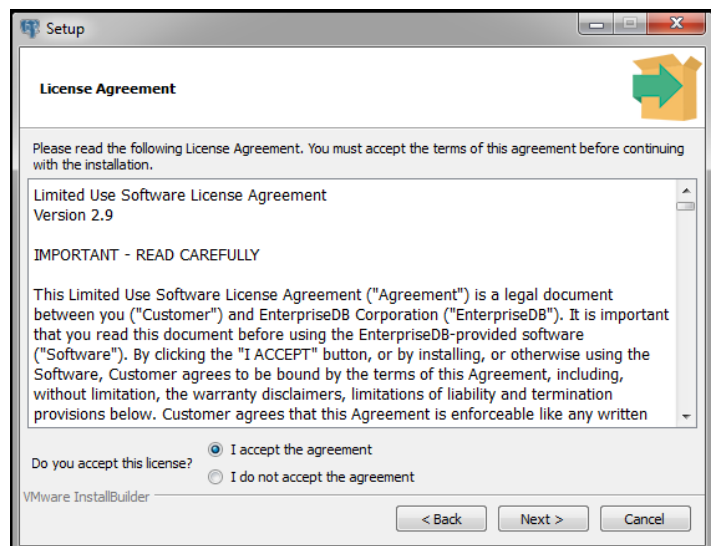 Setup
License Agreement
Please read the following License Agreement. You must accept the terms of this agreement before continuing
with the installation.
Limited Use Software License Agreement
Version 2.9
IMPORTANT - READ CAREFULLY
This Limited Use Software License Agreement ("Agreement") is a legal document
between you ("Customer") and EnterpriseDB Corporation ("EnterpriseDB"). It is important
that you read this document before using the EnterpriseDB-provided software
("Software"). By clicking the "I ACCEPT" button, or by installing, or otherwise using the
Software, Customer agrees to be bound by the terms of this Agreement, including,
without limitation, the warranty disclaimers, limitations of liability and termination
provisions below. Customer agrees that this Agreement is enforceable like any written
Do you accept this license?
I accept the agreement
I do not accept the agreement
VMware InstallBuilder
< Back
Next >
Cancel